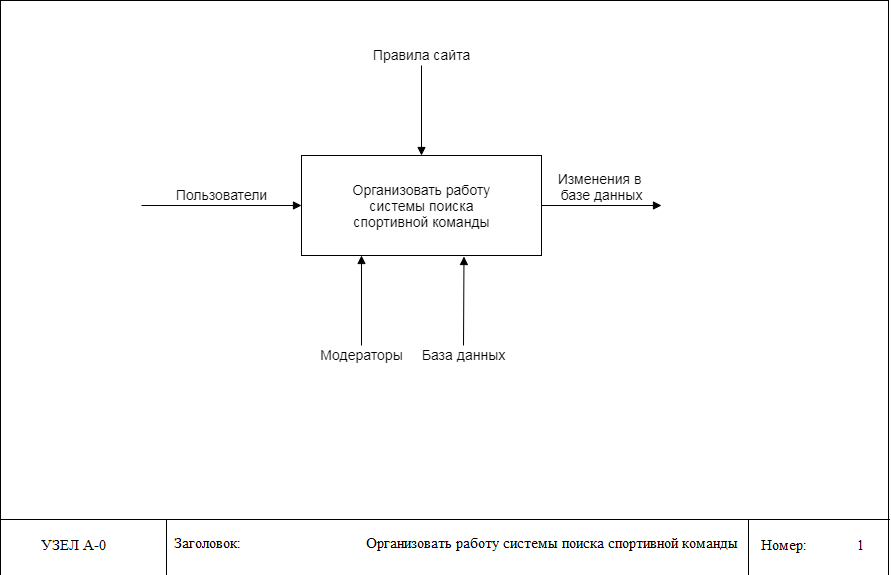 Правила сайта
Пользователи
Организовать работу
системы поиска
спортивной команды
Изменения в
базе данных
Модераторы
База данных
УЗЕЛ А-0
Заголовок:
Организовать работу системы поиска спортивной команды
Номер:
1